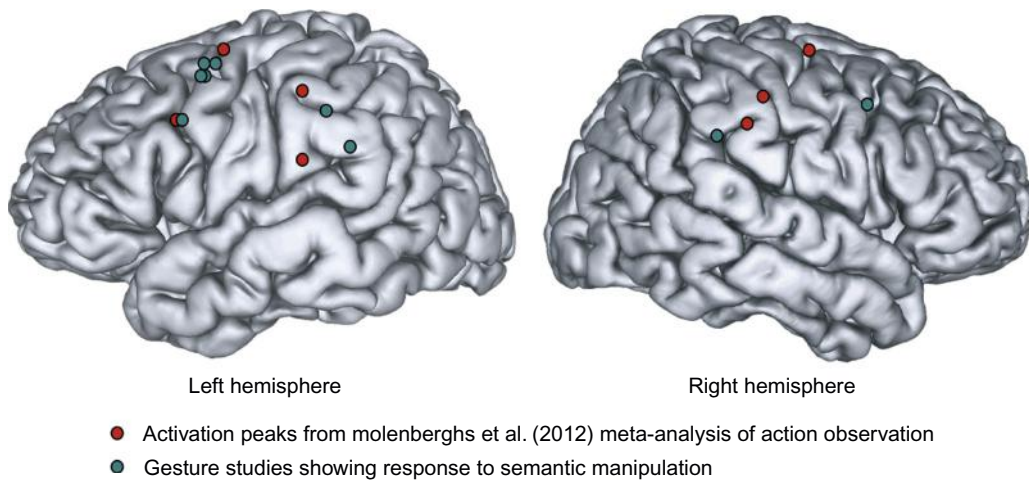 Left hemisphere
Right hemisphere
Activation peaks from molenberghs et al. (2012) meta-analysis of action observation
Gesture studies showing response to semantic manipulation